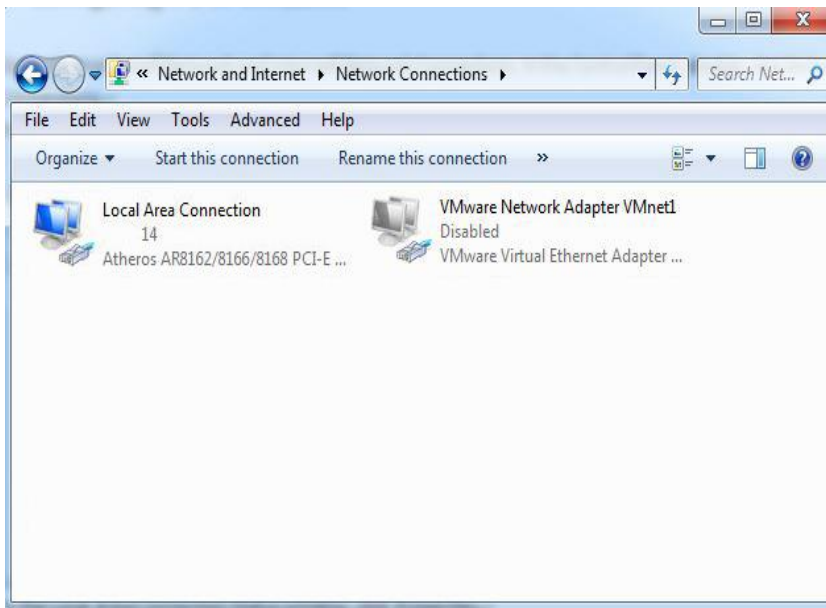 « Network and Internet Network Connections Search Net...
File Edit View Tools Advanced Help
Organize Start this connection Rename this connection »
Local Area Connection
14
Atheros AR8162/8166/8168 PCI-E ...
VMware Network Adapter VMnet1
Disabled
VMware Virtual Ethernet Adapter ...